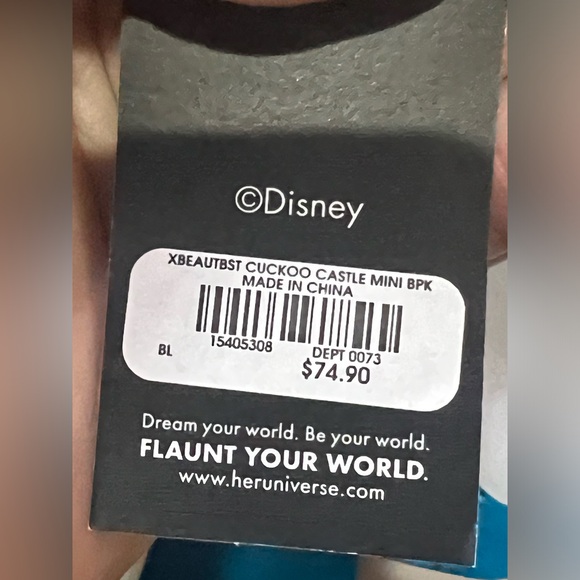 ©Disney
XBEAUTBST CUCKOO CASTLE MINI BPK
MADE IN CHINA
15405308
DEPT 0073
BL
$74.90
Dream your world. Be your world.
FLAUNT YOUR WORLD.
www.heruniverse.com